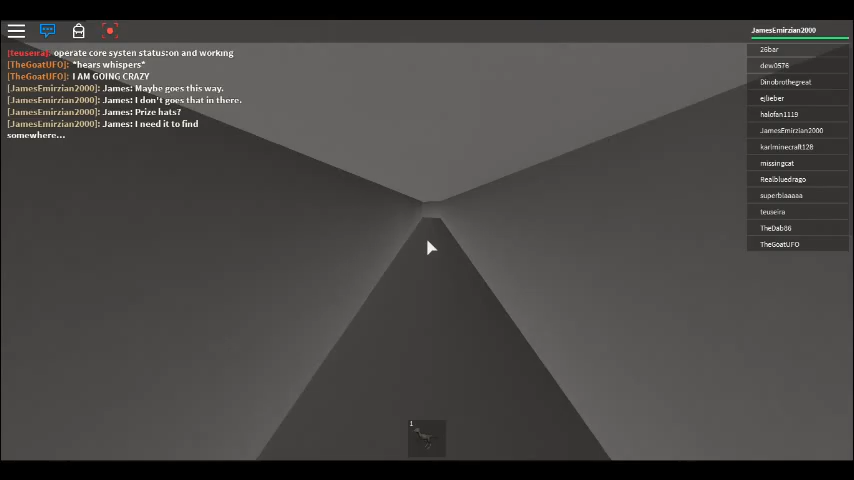 JamesEmirzian2000
[teuseira]: operate core systen status:on and working
[TheGoatUFO]: *hears whispers*
[TheGoatUFO]: I AM GOING CRAZY
[JamesEmirzian2000]: James: Maybe goes this way.
[JamesEmirzian2000]: James: I don't goes that in there.
[JamesEmirzian2000]: James: Prize hats?
[JamesEmirzian2000]: James: I need it to find
somewhere...
26bar
dew0576
Dinobrothegreat
ejlieber
halofan1119
JamesEmirzian2000
karlminecraft128
missingcat
Realbluedrago
superblaaaaa
teuseira
TheDab86
TheGoatUFO
1